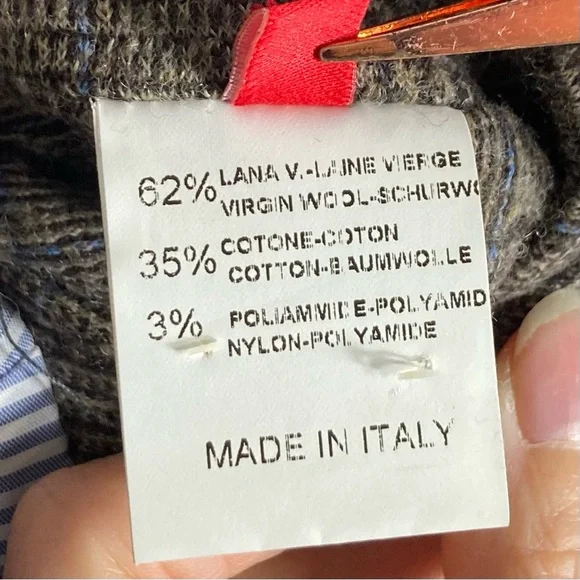 62% LANA V.-LAINE VIERGE
VIRGIN WOOL-SCHURW
35% COTONE-COTON
COTTON-BAUMWOLLE
3% POLIAMMIDE-POLYAMID
NYLON-POLYAMIDE
MADE IN ITALY